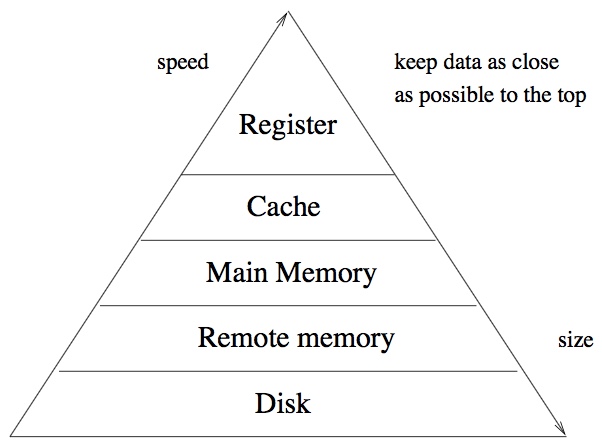 speed
keep data as close
as possible to the top
Register
Cache
Main Memory
Remote memory
size
Disk